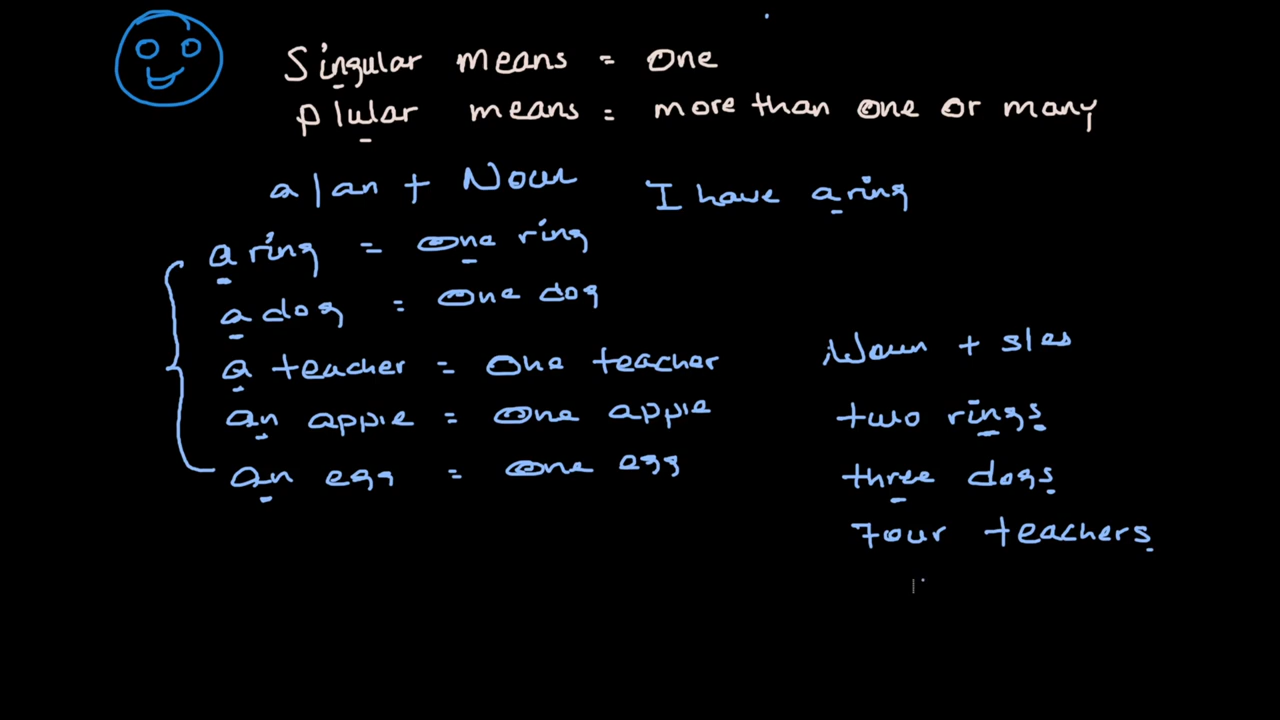 Singular means = One
plular means = more than one or many
a/an + Noun
I have a ring
a ring = One ring
a dog = One dog
a teacher = One teacher
an apple = One apple
an egg = One egg
Noun + s/es
two rings
three dogs
Four teachers